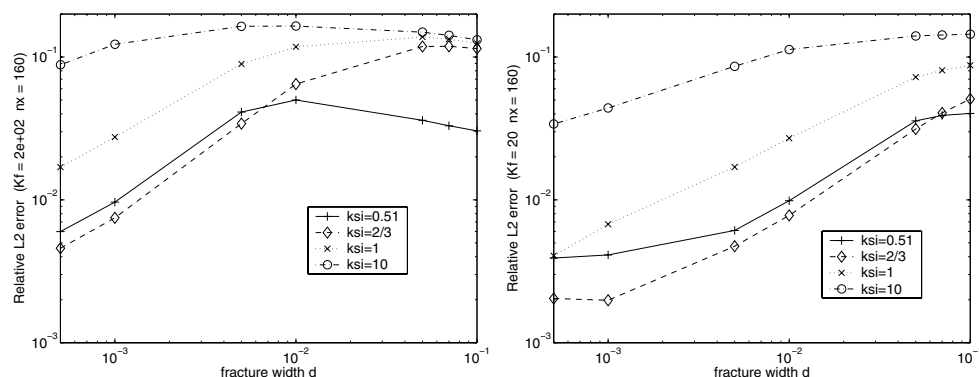 Relative L2 error (Kf = 2e+02 nx = 160)
10⁻¹
10⁻²
10⁻³
ksi=0.51
ksi=2/3
ksi=1
ksi=10
10⁻³
10⁻²
10⁻¹
fracture width d
Relative L2 error (Kf = 20 nx = 160)
10⁻¹
10⁻²
10⁻³
ksi=0.51
ksi=2/3
ksi=1
ksi=10
10⁻³
10⁻²
10⁻
fracture width d